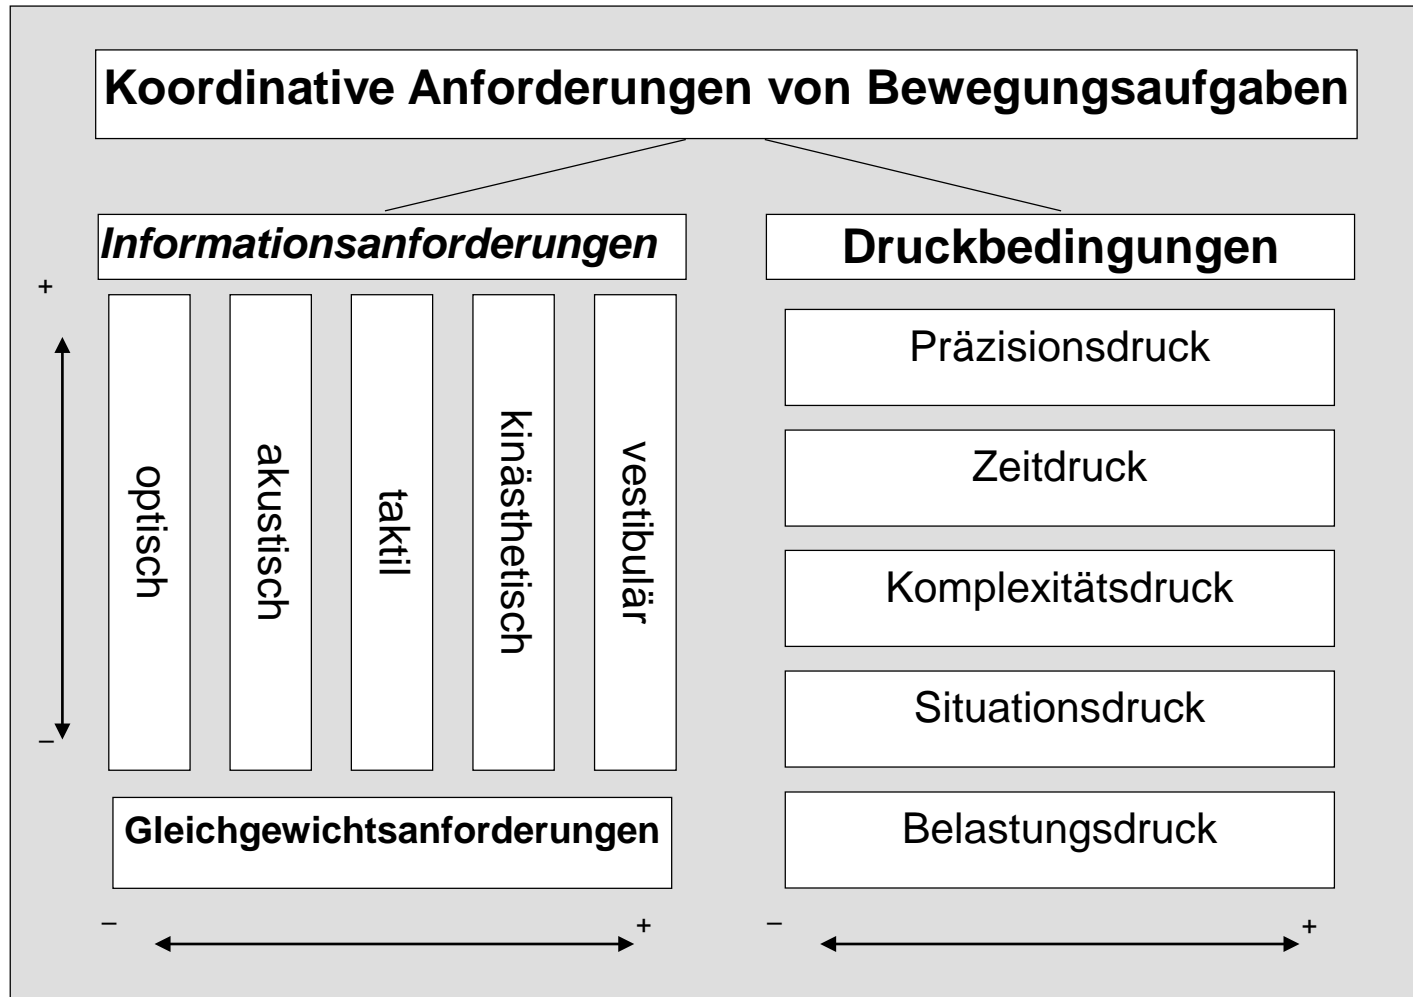 Koordinative Anforderungen von Bewegungsaufgaben
Informationsanforderungen
+
–
optisch
akustisch
taktil
kinästhetisch
vestibulär
Gleichgewichtsanforderungen
– +
Druckbedingungen
Präzisionsdruck
Zeitdruck
Komplexitätsdruck
Situationsdruck
Belastungsdruck
– +